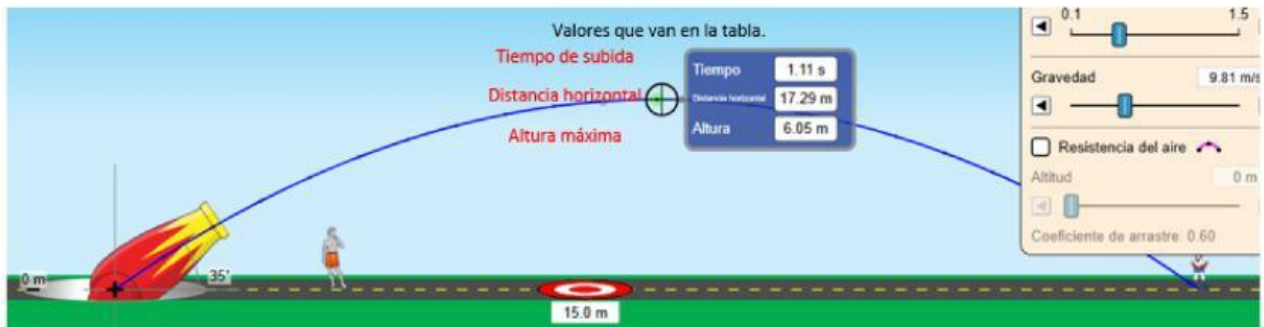 Valores que van en la tabla.
Tiempo de subida
Distancia horizontal
Altura máxima
Tiempo 1.11 s
Distancia horizontal 17.29 m
Altura 6.05 m
0.1 1.5
Gravedad 9.81 m/s
Resistencia del aire
Altitud 0 m
Coeficiente de arrastre: 0.60
0 m
35°
15.0 m